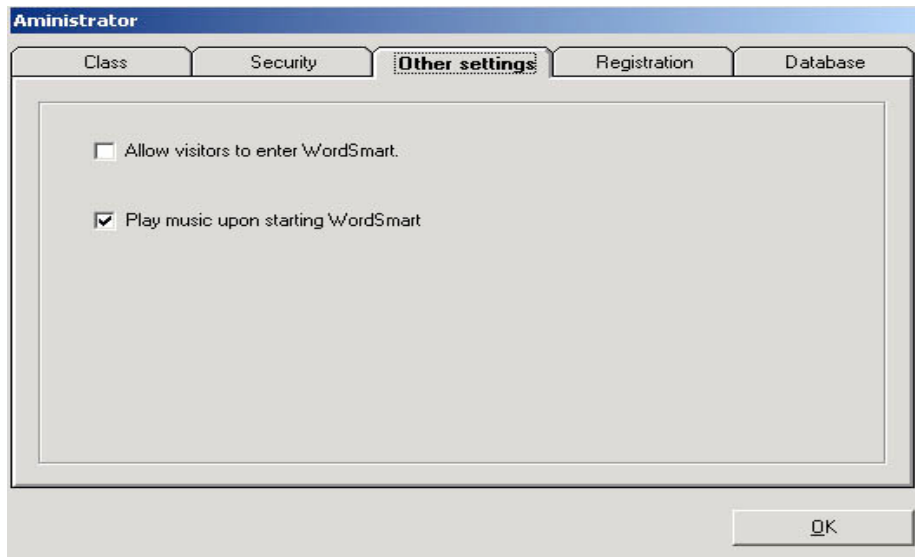 Aministrator
Class Security Other settings Registration Database
Allow visitors to enter WordSmart.
Play music upon starting WordSmart
OK